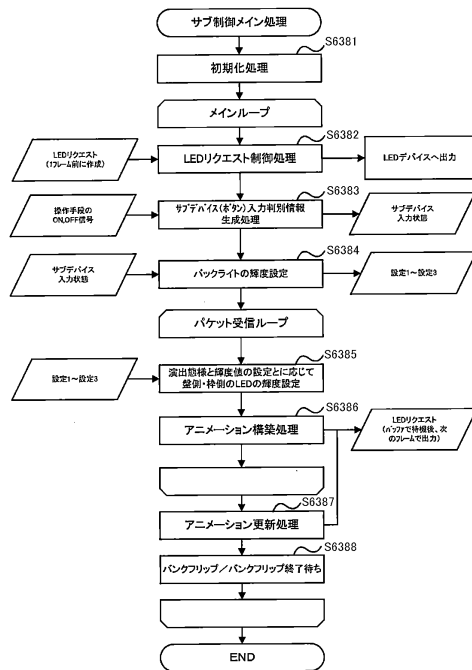 サブ制御メイン処理
S6381
初期化処理
メインループ
S6382
LEDリクエスト
(1フレーム前に作成)
LEDリクエスト制御処理
LEDデバイスへ出力
S6383
操作手段の
ON,OFF信号
サブデバイス(ボタン)入力判別情報
生成処理
サブデバイス
入力状態
S6384
サブデバイス
入力状態
バックライトの輝度設定
設定1～設定3
パケット受信ループ
S6385
設定1～設定3
演出態様と輝度値の設定とに応じて
盤側・枠側のLEDの輝度設定
S6386
アニメーション構築処理
LEDリクエスト
(バッファで待機後、次
のフレームで出力)
S6387
アニメーション更新処理
S6388
バンクフリップ/バンクフリップ終了待ち
END